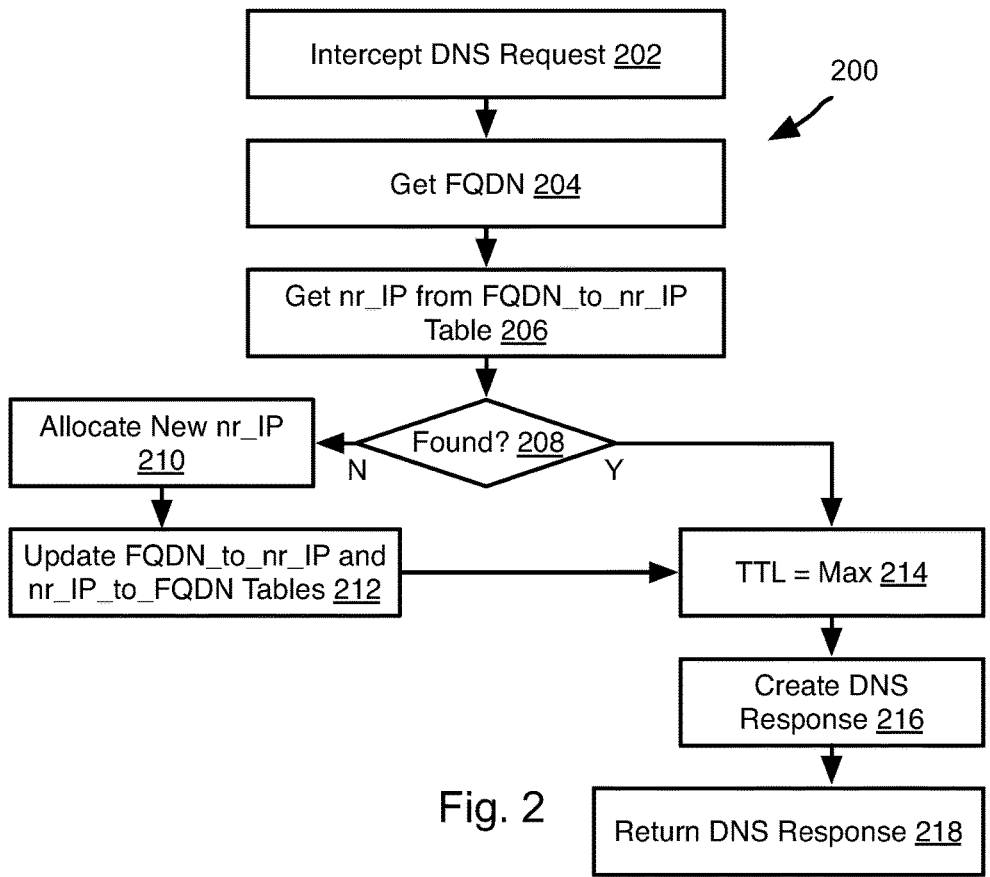 Intercept DNS Request 202
200
Get FQDN 204
Get nr_IP from FQDN_to_nr_IP
Table 206
Found? 208
N
Y
Allocate New nr_IP
210
Update FQDN_to_nr_IP and
nr_IP_to_FQDN Tables 212
TTL = Max 214
Create DNS
Response 216
Return DNS Response 218
Fig. 2